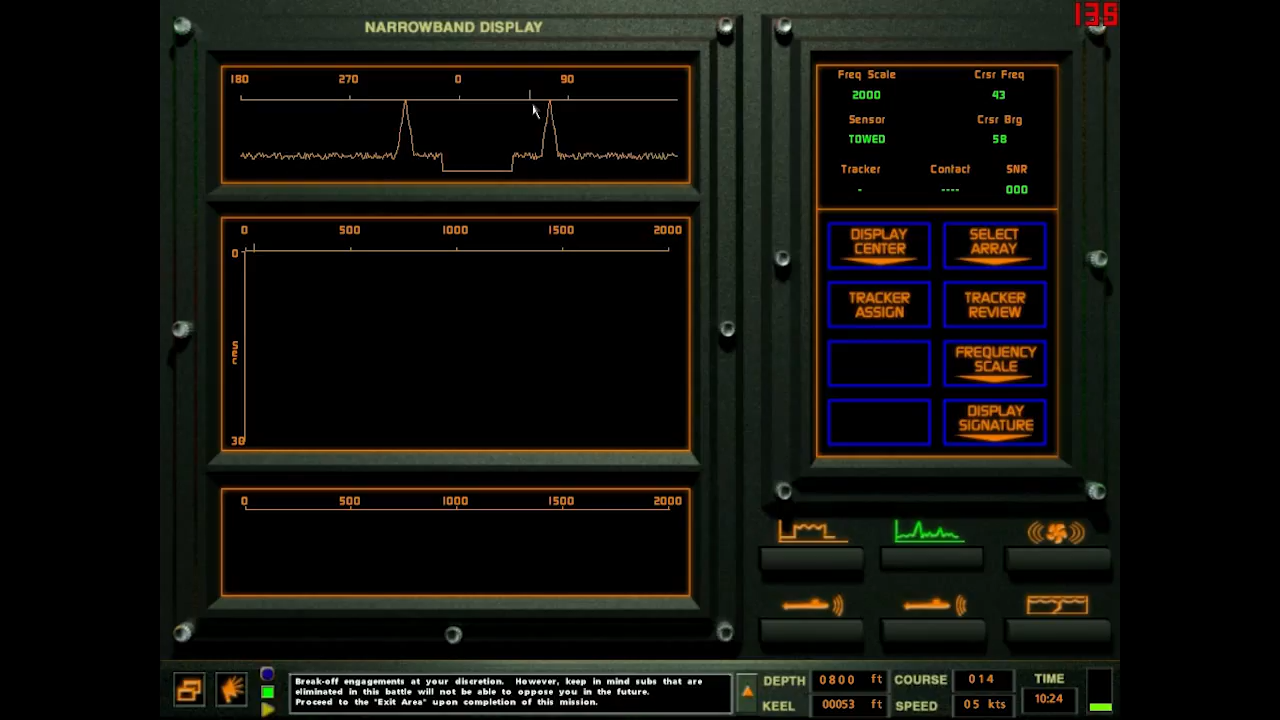 135
NARROWBAND DISPLAY
180 270 0 90
Freq Scale Crsr Freq
2000 43
Sensor Crsr Brg
TOWED 58
Tracker Contact SNR
- ---- 000
0 500 1000 1500 2000
0
Secs
30
DISPLAY CENTER
SELECT ARRAY
TRACKER ASSIGN
TRACKER REVIEW
FREQUENCY SCALE
DISPLAY SIGNATURE
0 500 1000 1500 2000
Break-off engagements at your discretion. However, keep in mind subs that are
eliminated in this battle will not be able to oppose you in the future.
Proceed to the "Exit Area" upon completion of this mission.
DEPTH 0800 ft COURSE 014 TIME
KEEL 00053 ft SPEED 05 kts 10:24